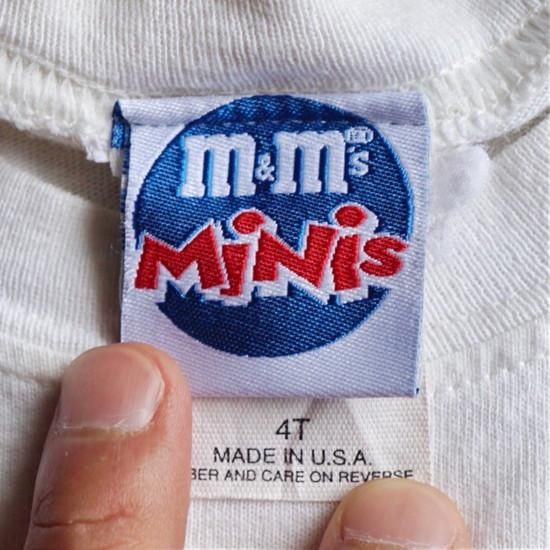 m&m's
MiNis
4T
MADE IN U.S.A.
BER AND CARE ON REVERSE